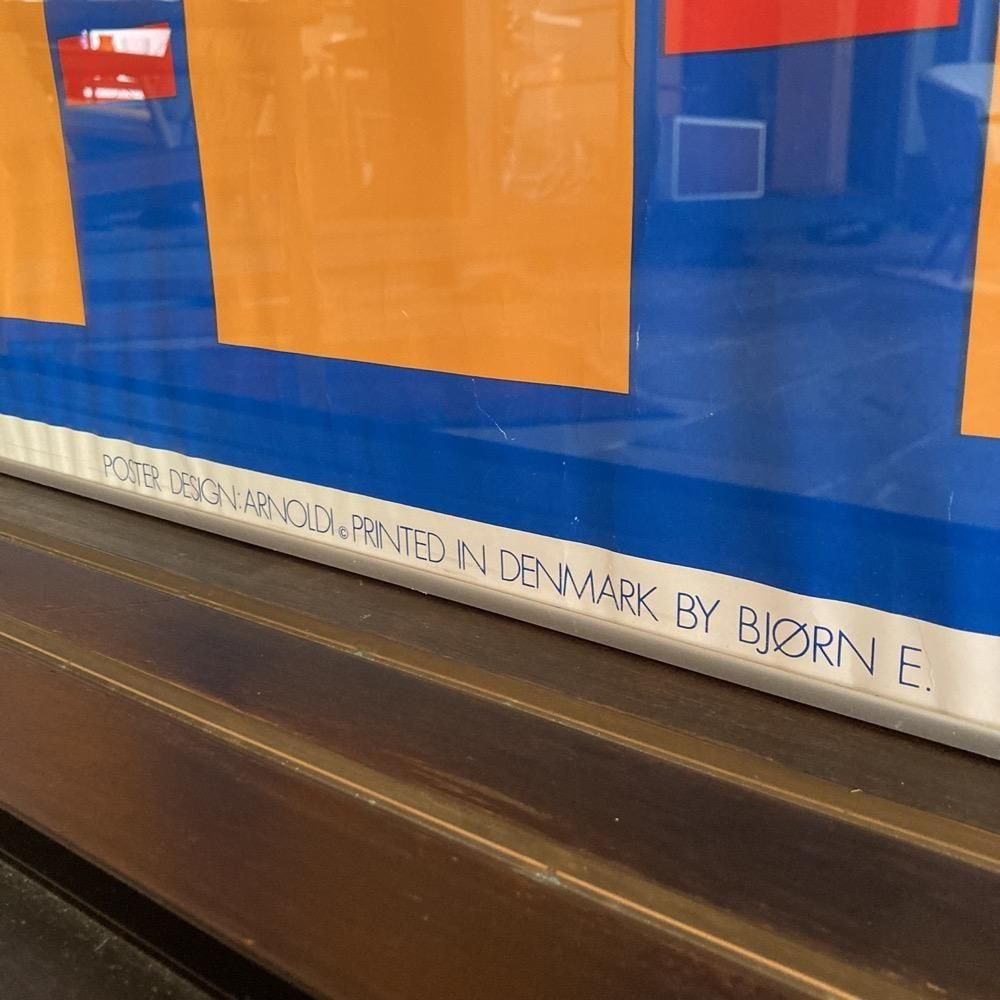 POSTER DESIGN: ARNOLDI © PRINTED IN DENMARK BY BJØRN E.